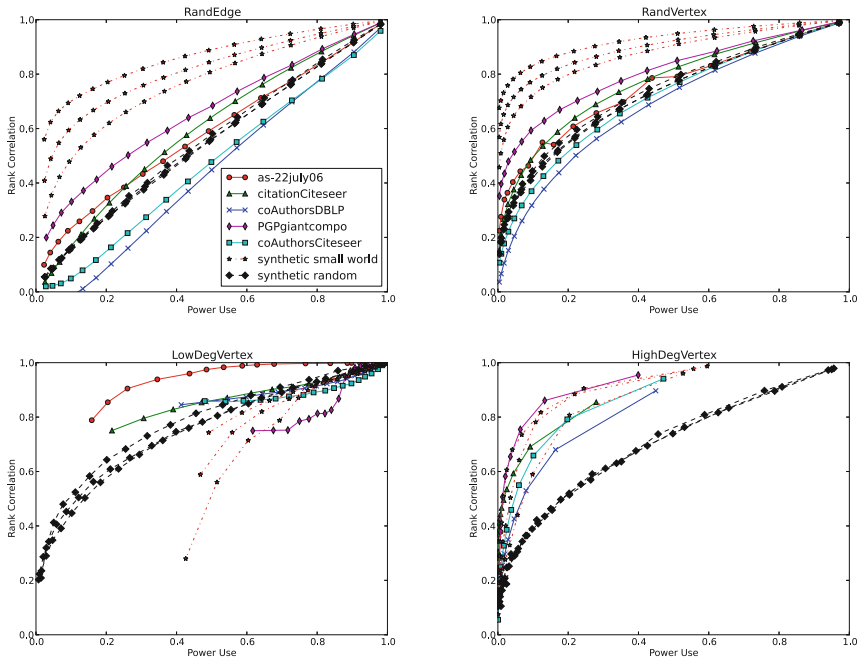 RandEdge
1.0
0.8
0.6
0.4
0.2
0.0
Rank Correlation
0.0 0.2 0.4 0.6 0.8 1.0
Power Use
as-22july06
citationCiteseer
coAuthorsDBLP
PGPgiantcompo
coAuthorsCiteseer
synthetic small world
synthetic random
RandVertex
1.0
0.8
0.6
0.4
0.2
0.0
Rank Correlation
0.0 0.2 0.4 0.6 0.8 1.0
Power Use
LowDegVertex
1.0
0.8
0.6
0.4
0.2
0.0
Rank Correlation
0.0 0.2 0.4 0.6 0.8 1.0
Power Use
HighDegVertex
1.0
0.8
0.6
0.4
0.2
0.0
Rank Correlation
0.0 0.2 0.4 0.6 0.8 1.0
Power Use